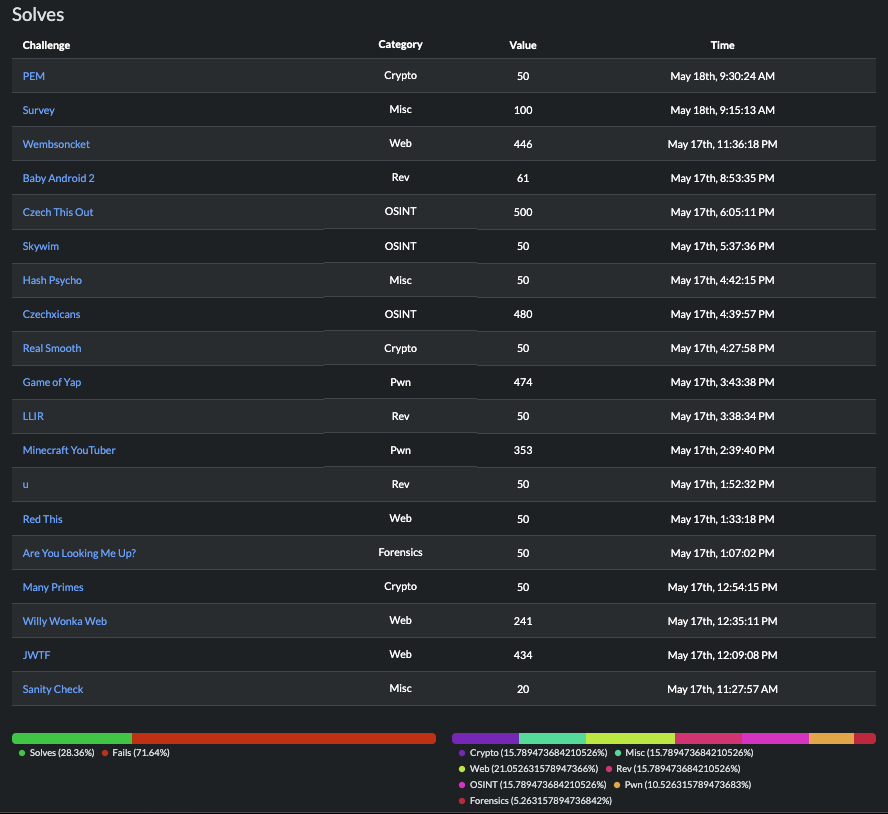 Solves
Challenge Category Value Time
PEM Crypto 50 May 18th, 9:30:24 AM
Survey Misc 100 May 18th, 9:15:13 AM
Wembsoncket Web 446 May 17th, 11:36:18 PM
Baby Android 2 Rev 61 May 17th, 8:53:35 PM
Czech This Out OSINT 500 May 17th, 6:05:11 PM
Skywim OSINT 50 May 17th, 5:37:36 PM
Hash Psycho Misc 50 May 17th, 4:42:15 PM
Czechxicans OSINT 480 May 17th, 4:39:57 PM
Real Smooth Crypto 50 May 17th, 4:27:58 PM
Game of Yap Pwn 474 May 17th, 3:43:38 PM
LLIR Rev 50 May 17th, 3:38:34 PM
Minecraft YouTuber Pwn 353 May 17th, 2:39:40 PM
u Rev 50 May 17th, 1:52:32 PM
Red This Web 50 May 17th, 1:33:18 PM
Are You Looking Me Up? Forensics 50 May 17th, 1:07:02 PM
Many Primes Crypto 50 May 17th, 12:54:15 PM
Willy Wonka Web Web 241 May 17th, 12:35:11 PM
JWTF Web 434 May 17th, 12:09:08 PM
Sanity Check Misc 20 May 17th, 11:27:57 AM
Solves (28.36%) Fails (71.64%)
Crypto (15.789473684210526%) Misc (15.789473684210526%)
Web (21.052631578947366%) Rev (15.789473684210526%)
OSINT (15.789473684210526%) Pwn (10.526315789473683%)
Forensics (5.263157894736842%)